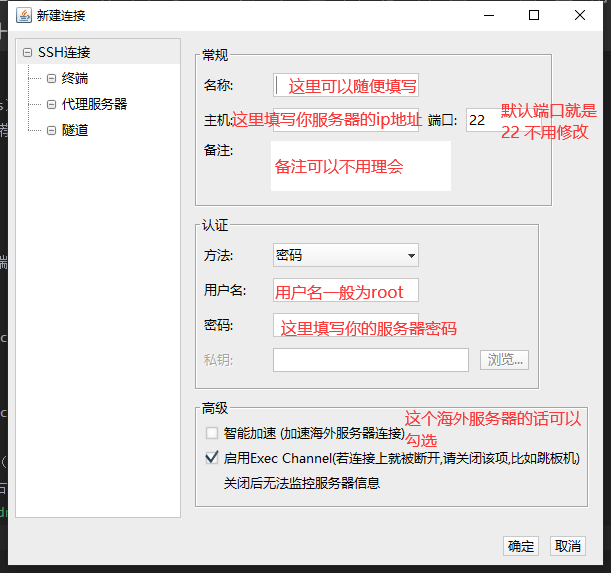 新建连接
SSH连接
终端
代理服务器
隧道
常规
名称:
这里可以随便填写
主机:
这里填写你服务器的ip地址
端口:
22
默认端口就是
22 不用修改
备注:
备注可以不用理会
认证
方法:
密码
用户名:
用户名一般为root
密码:
这里填写你的服务器密码
私钥:
浏览...
高级
这个海外服务器的话可以
勾选
智能加速 (加速海外服务器连接)
启用Exec Channel(若连接上就被断开,请关闭该项,比如跳板机)
关闭后无法监控服务器信息
确定
取消